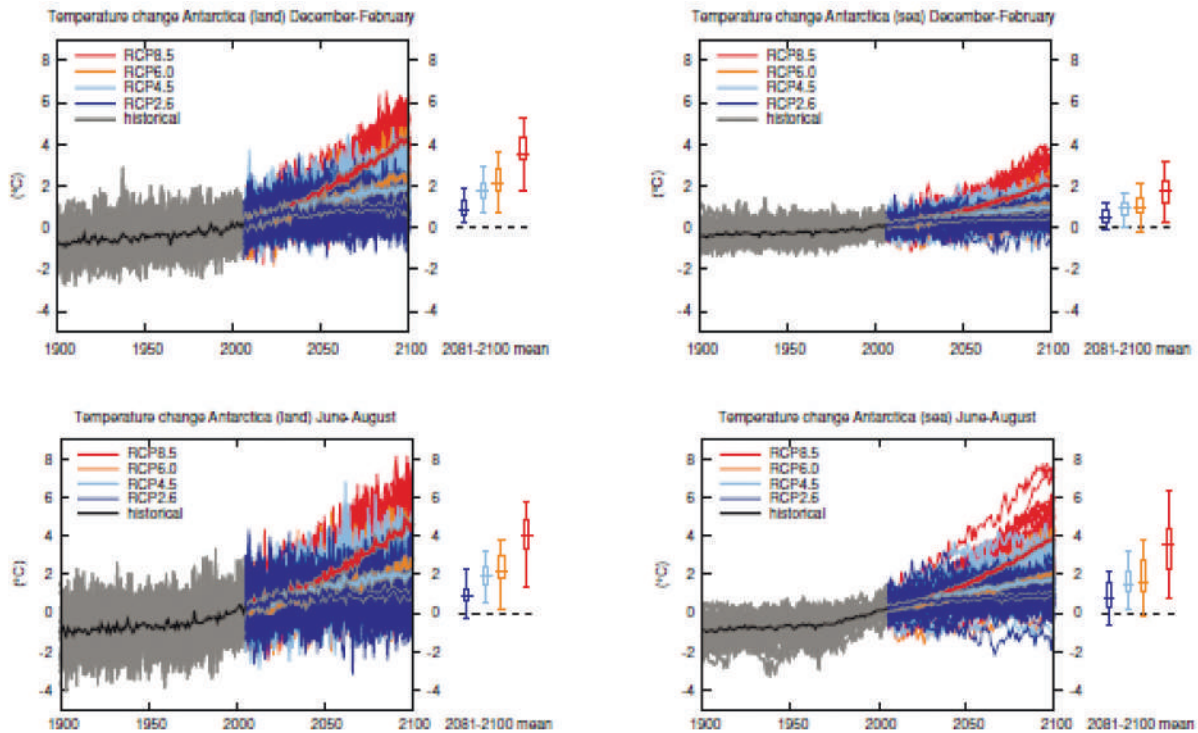 Temperature change Antarctica (land) December-February
(°C)
8
6
4
2
0
-2
-4
RCP8.5
RCP6.0
RCP4.5
RCP2.6
historical
8
6
4
2
0
-2
-4
1900 1950 2000 2050 2100 2081-2100 mean
Temperature change Antarctica (sea) December-February
(°C)
8
6
4
2
0
-2
-4
RCP8.5
RCP6.0
RCP4.5
RCP2.6
historical
8
6
4
2
0
-2
-4
1900 1950 2000 2050 2100 2081-2100 mean
Temperature change Antarctica (land) June-August
(°C)
8
6
4
2
0
-2
-4
RCP8.5
RCP6.0
RCP4.5
RCP2.6
historical
8
6
4
2
0
-2
-4
1900 1950 2000 2050 2100 2081-2100 mean
Temperature change Antarctica (sea) June-August
(°C)
8
6
4
2
0
-2
-4
RCP8.5
RCP6.0
RCP4.5
RCP2.6
historical
8
6
4
2
0
-2
-4
1900 1950 2000 2050 2100 2081-2100 mean